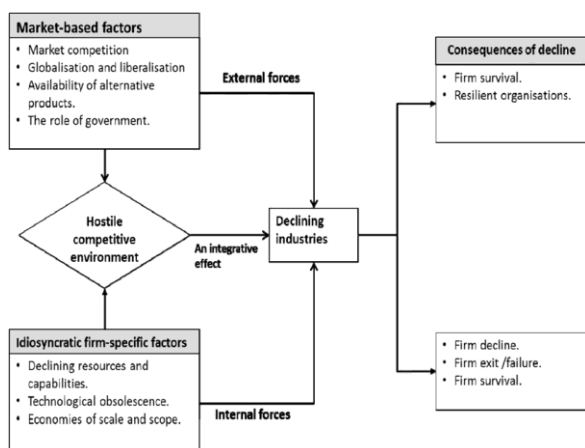 Market-based factors
• Market competition
• Globalisation and liberalisation
• Availability of alternative
products.
• The role of government.
External forces
Consequences of decline
• Firm survival.
• Resilient organisations.
Hostile
competitive
environment
An integrative
effect
Declining
industries
Idiosyncratic firm-specific factors
• Declining resources and
capabilities.
• Technological obsolescence.
• Economies of scale and scope.
Internal forces
• Firm decline.
• Firm exit /failure.
• Firm survival.